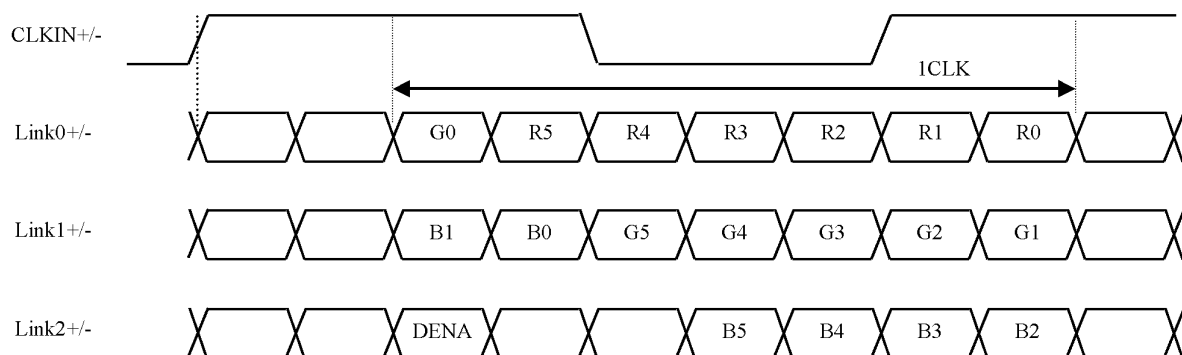 CLKIN+/-
1CLK
Link0+/- G0 R5 R4 R3 R2 R1 R0
Link1+/- B1 B0 G5 G4 G3 G2 G1
Link2+/- DENA B5 B4 B3 B2